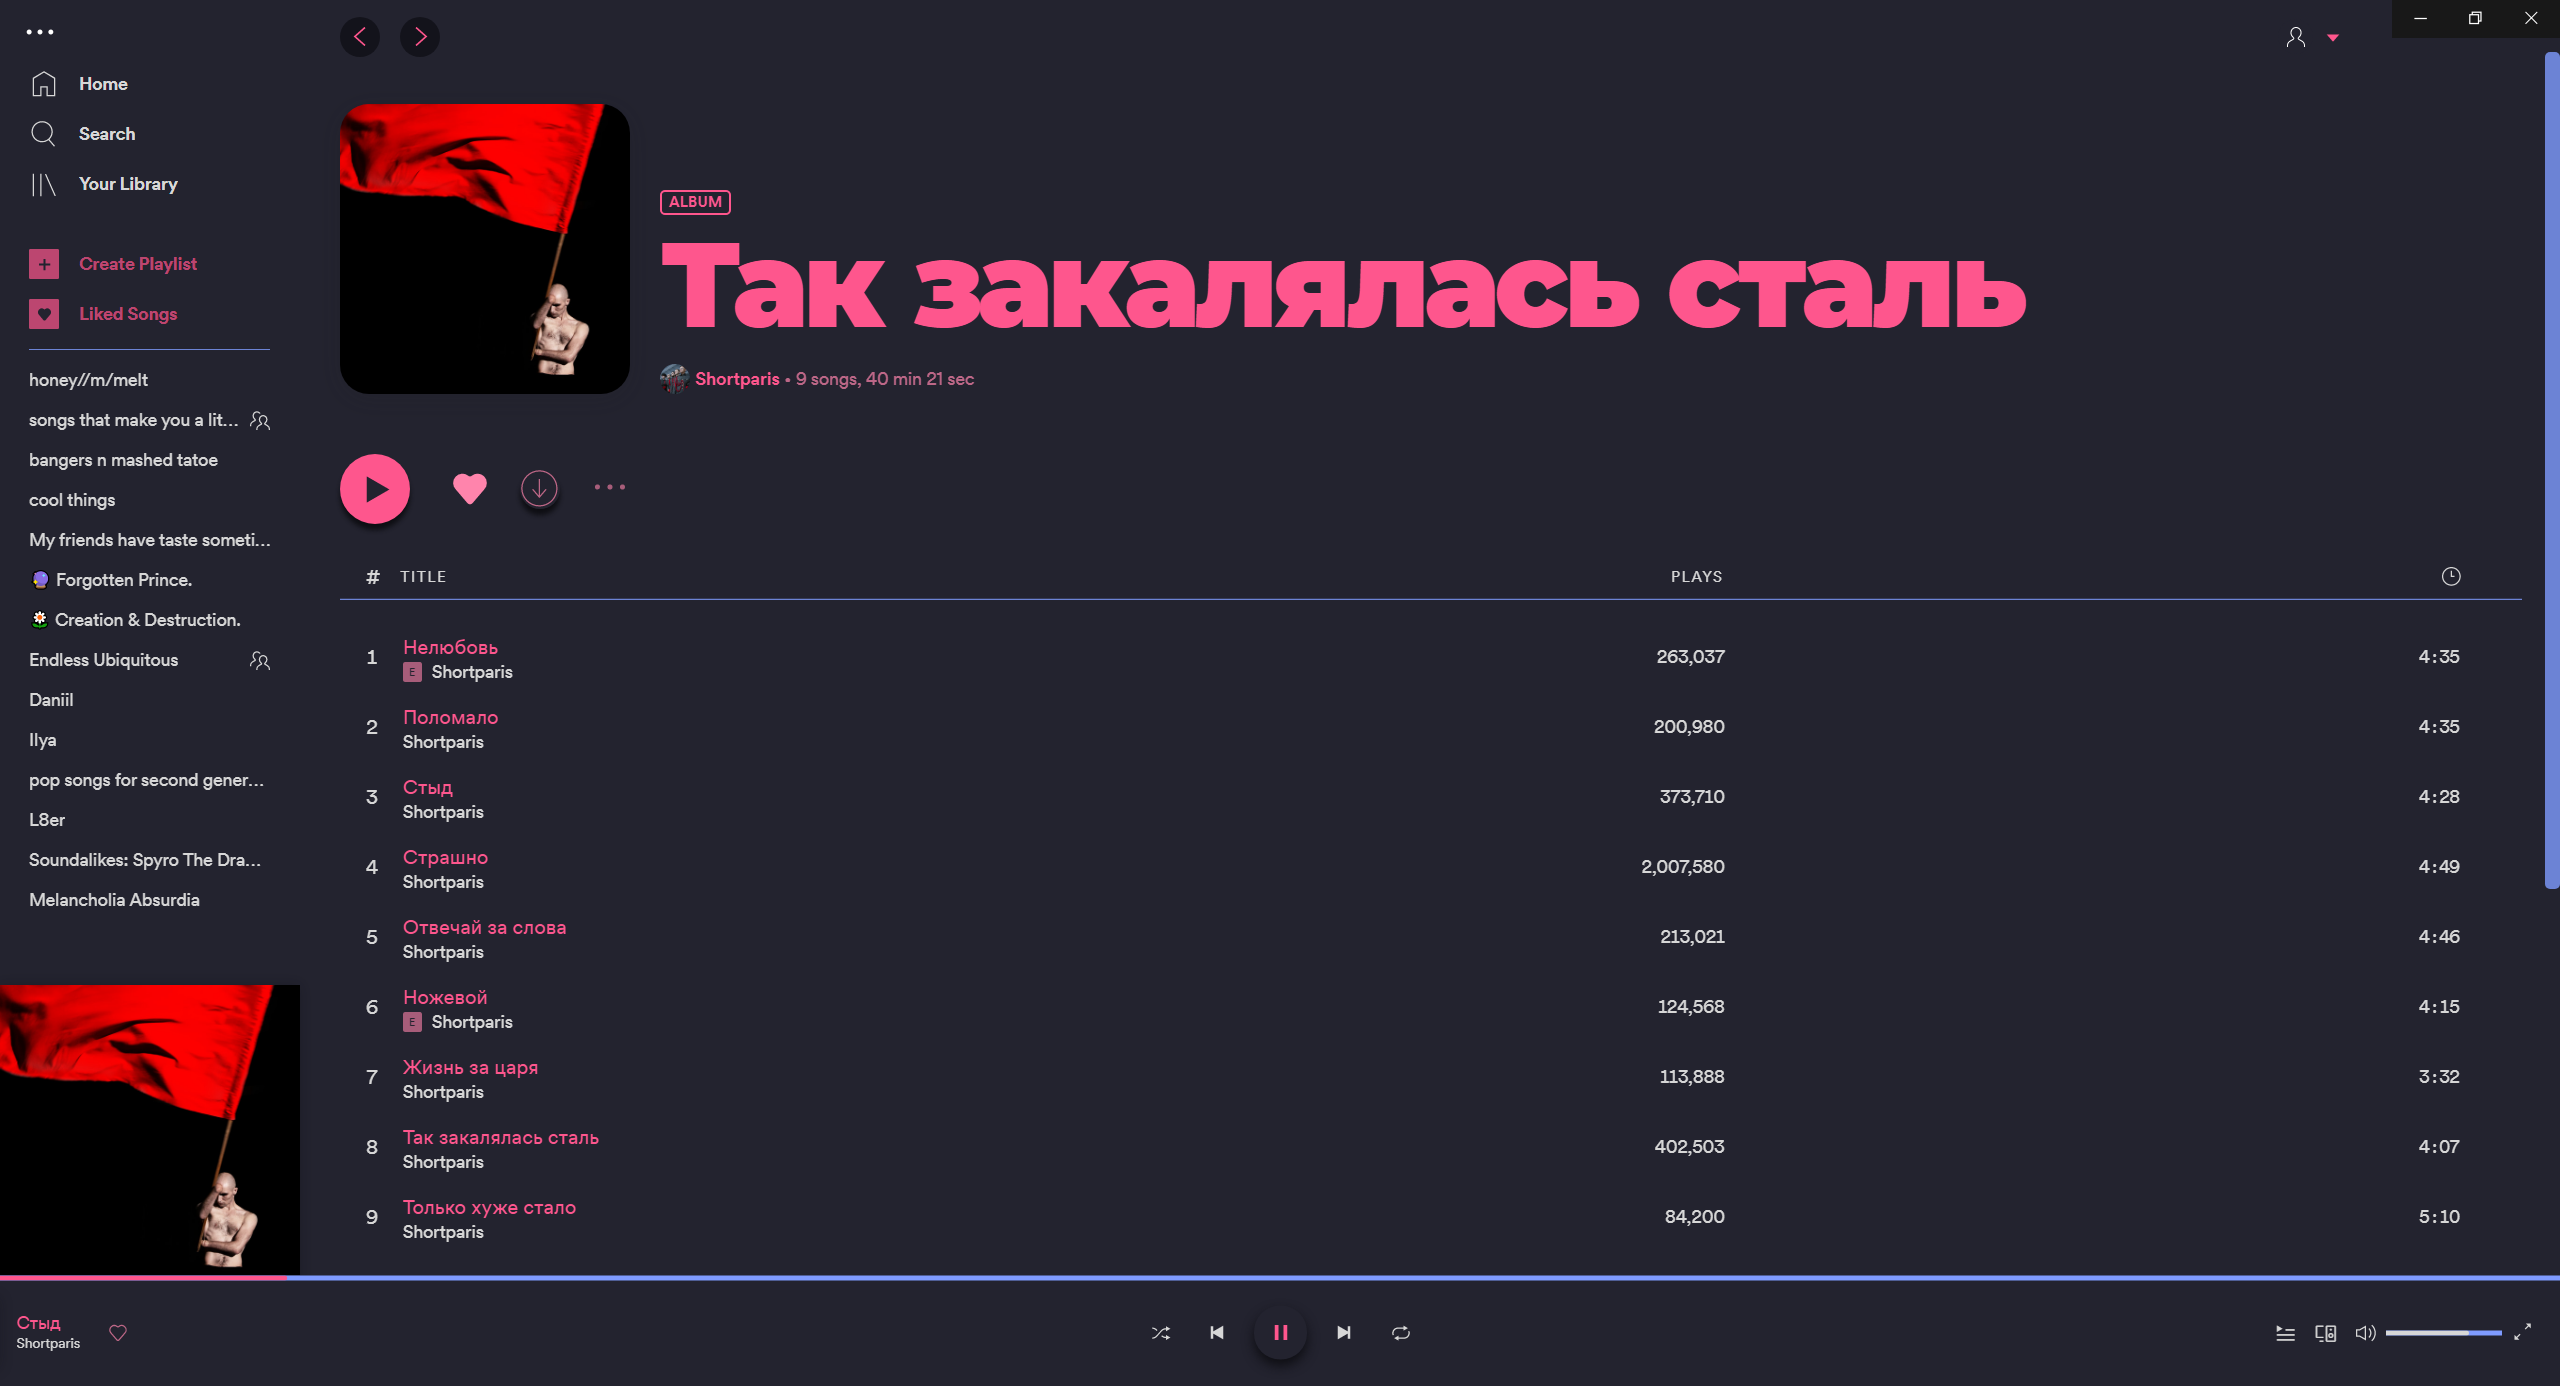 Home
Search
Your Library
Create Playlist
Liked Songs
honey//m/melt
songs that make you a lit...
bangers n mashed tatoe
cool things
My friends have taste someti...
🔮 Forgotten Prince.
🌼 Creation & Destruction.
Endless Ubiquitous
Daniil
Ilya
pop songs for second gener...
L8er
Soundalikes: Spyro The Dra...
Melancholia Absurdia
ALBUM
Так закалялась сталь
Shortparis • 9 songs, 40 min 21 sec
# TITLE PLAYS
1 Нелюбовь 263,037 4:35
E Shortparis
2 Поломало 200,980 4:35
Shortparis
3 Стыд 373,710 4:28
Shortparis
4 Страшно 2,007,580 4:49
Shortparis
5 Отвечай за слова 213,021 4:46
Shortparis
6 Ножевой 124,568 4:15
E Shortparis
7 Жизнь за царя 113,888 3:32
Shortparis
8 Так закалялась сталь 402,503 4:07
Shortparis
9 Только хуже стало 84,200 5:10
Shortparis
Стыд
Shortparis